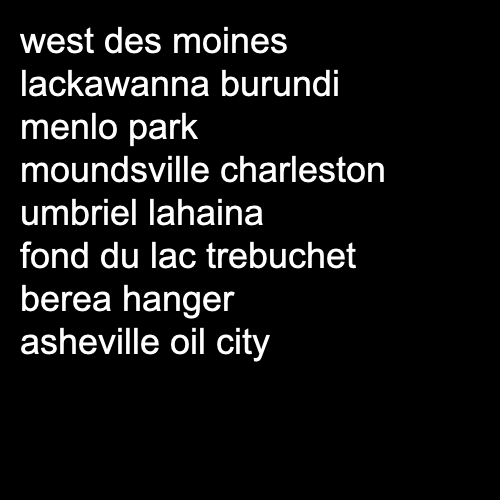 west des moines
lackawanna burundi
menlo park
moundsville charleston
umbriel lahaina
fond du lac trebuchet
berea hanger
asheville oil city